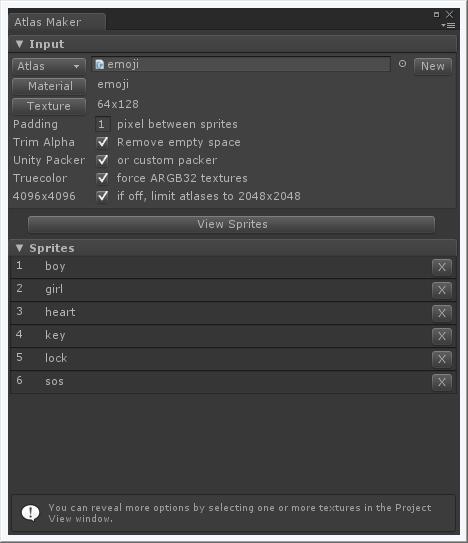 Atlas Maker
▼ Input
Atlas emoji New
Material emoji
Texture 64x128
Padding 1 pixel between sprites
Trim Alpha Remove empty space
Unity Packer or custom packer
Truecolor force ARGB32 textures
4096x4096 if off, limit atlases to 2048x2048
View Sprites
▼ Sprites
1 boy X
2 girl X
3 heart X
4 key X
5 lock X
6 sos X
You can reveal more options by selecting one or more textures in the Project
View window.